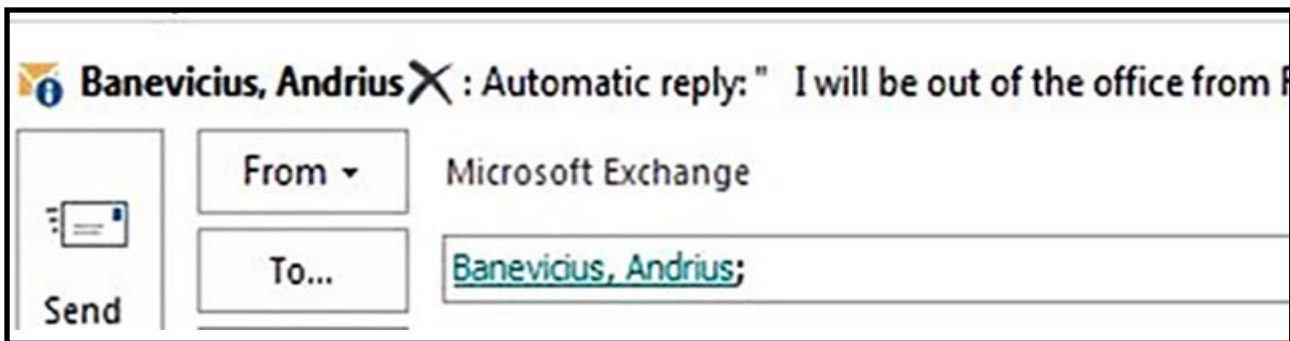 Banevicius, Andrius : Automatic reply: " I will be out of the office from
From
Microsoft Exchange
To...
Banevicius, Andrius;
Send